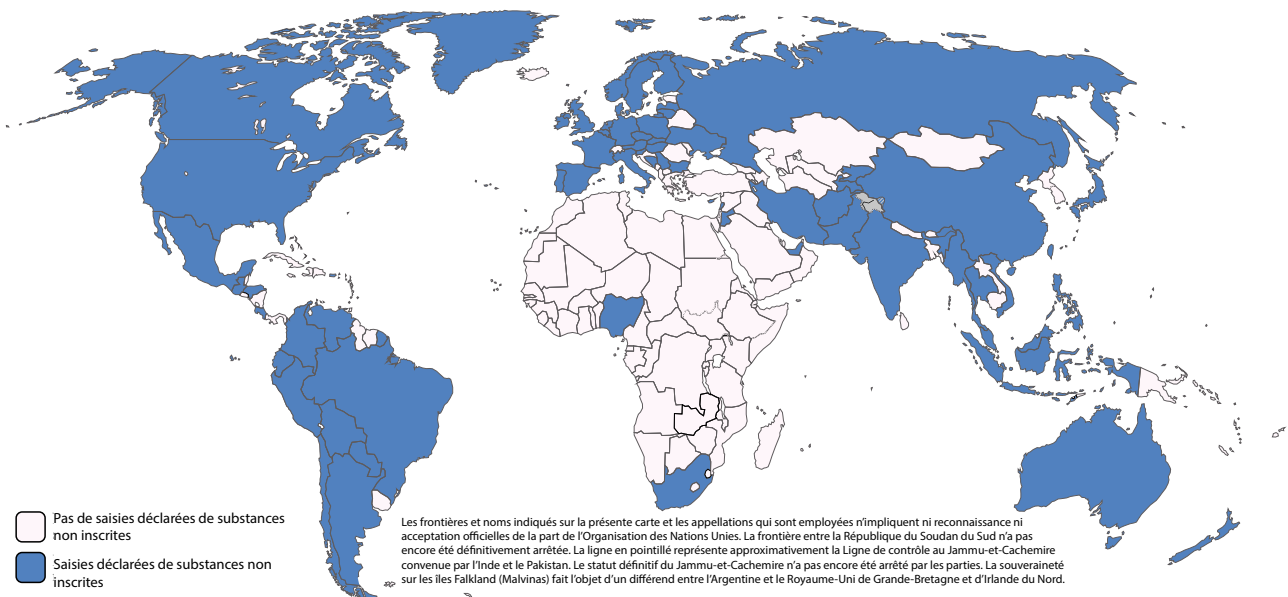 Pas de saisies déclarées de substances
non inscrites
Saisies déclarées de substances non
inscrites
Les frontières et noms indiqués sur la présente carte et les appellations qui sont employées n’impliquent ni reconnaissance ni
acceptation officielles de la part de l’Organisation des Nations Unies. La frontière entre la République du Soudan du Sud n’a pas
encore été définitivement arrêtée. La ligne en pointillé représente approximativement la Ligne de contrôle au Jammu-et-Cachemire
convenue par l’Inde et le Pakistan. Le statut définitif du Jammu-et-Cachemire n’a pas encore été arrêté par les parties. La souveraineté
sur les îles Falkland (Malvinas) fait l’objet d’un différend entre l’Argentine et le Royaume-Uni de Grande-Bretagne et d’Irlande du Nord.